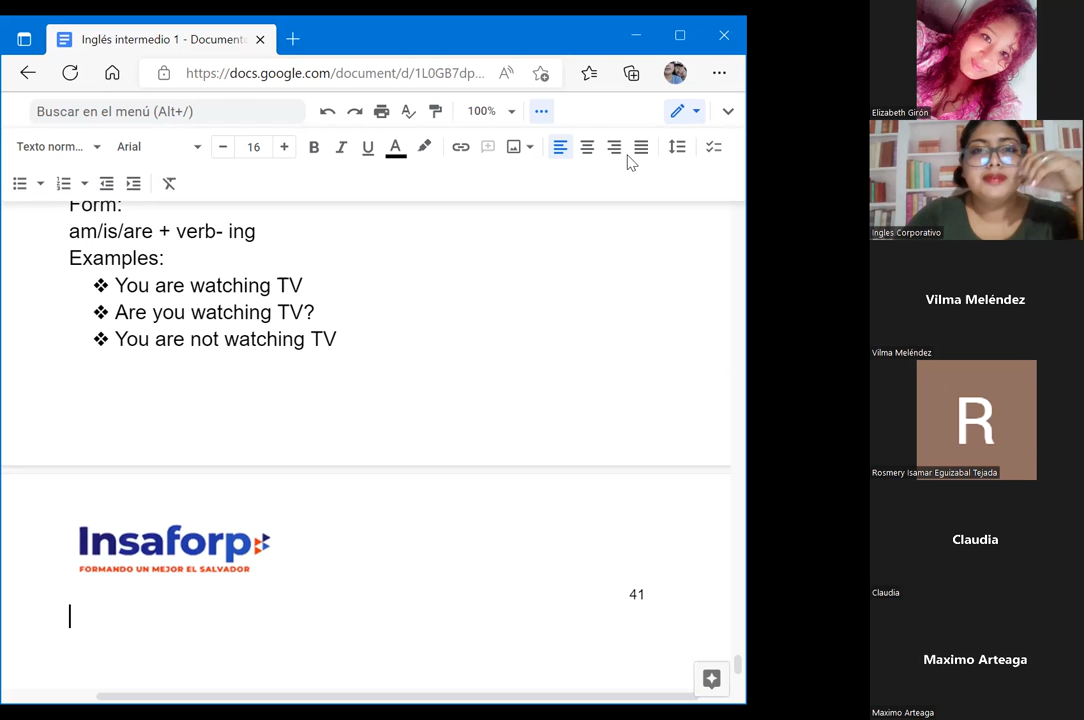 Inglés intermedio 1 - Document
https://docs.google.com/document/d/1L0GB7dp...
Buscar en el menú (Alt+/)
100%
Texto norm...
Arial
16
Form:
am/is/are + verb- ing
Examples:
❖ You are watching TV
❖ Are you watching TV?
❖ You are not watching TV
Insaforp
FORMANDO UN MEJOR EL SALVADOR
41
Elizabeth Girón
Ingles Corporativo
Vilma Meléndez
Vilma Meléndez
R
Rosmery Isamar Eguizabal Tejada
Claudia
Claudia
Maximo Arteaga
Maximo Arteaga